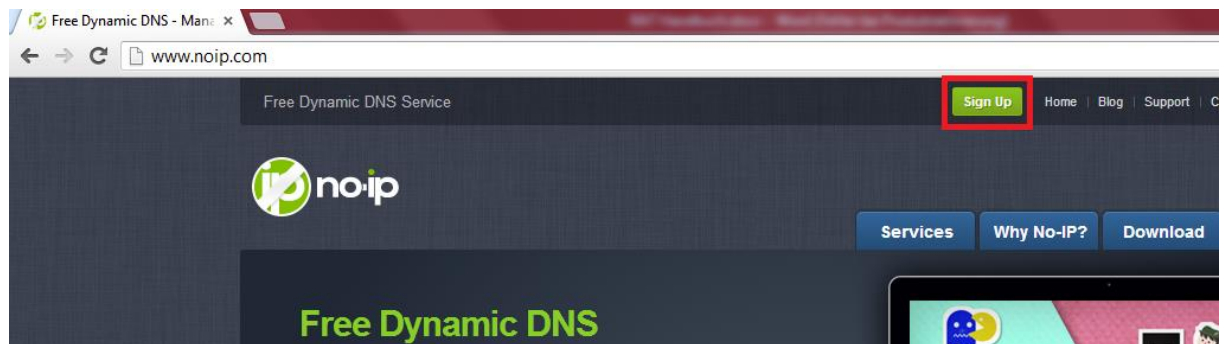 Free Dynamic DNS - Mana
www.noip.com
Free Dynamic DNS Service
Sign Up
Home | Blog | Support | C
no·ip
Services
Why No-IP?
Download
Free Dynamic DNS